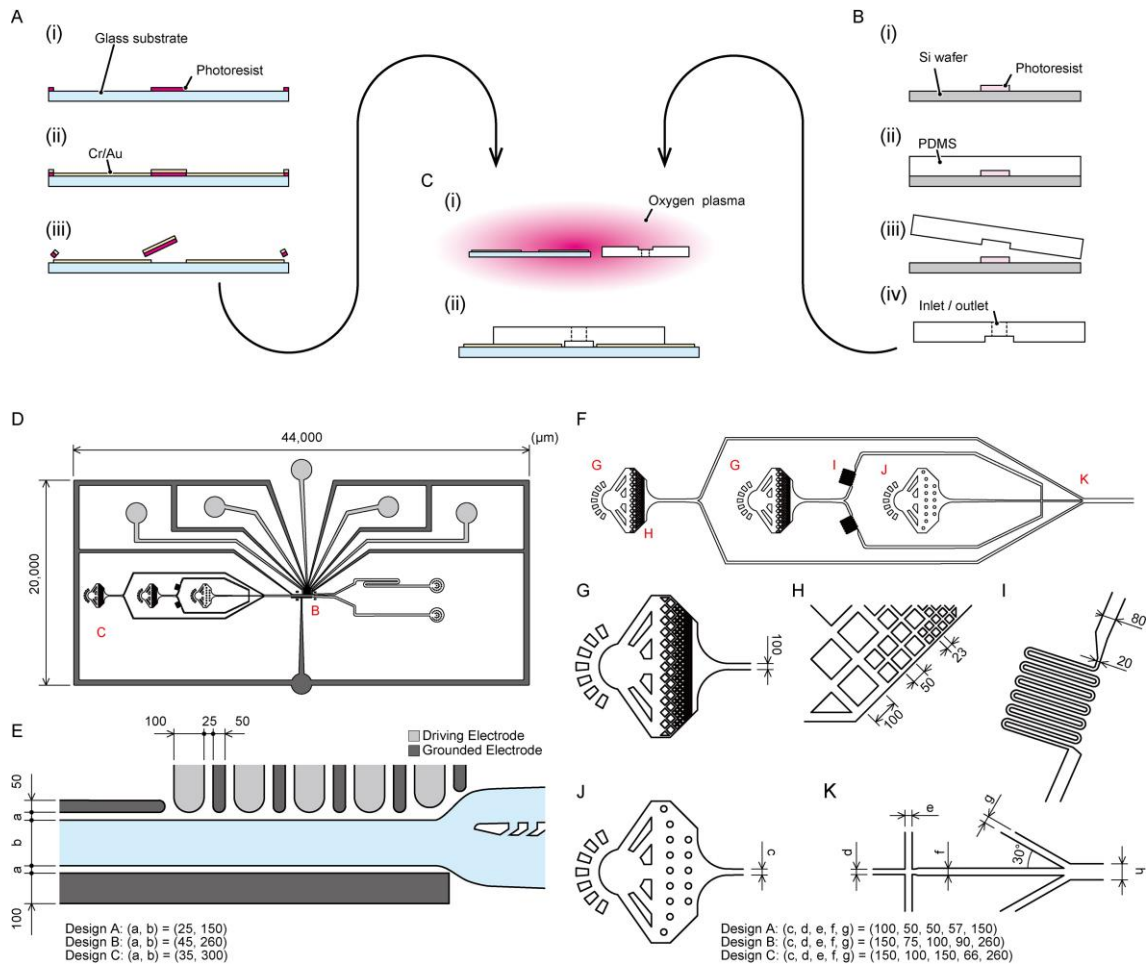 A
(i)
Glass substrate
Photoresist
(ii)
Cr/Au
(iii)
C
(i)
Oxygen plasma
(ii)
B
(i)
Si wafer
Photoresist
(ii)
PDMS
(iii)
(iv)
Inlet / outlet
D
44,000
(μm)
20,000
C
B
E
100
25
50
Driving Electrode
Grounded Electrode
50
a
b
a
100
Design A: (a, b) = (25, 150)
Design B: (a, b) = (45, 260)
Design C: (a, b) = (35, 300)
F
G
G
I
J
K
H
G
100
H
100
50
23
I
80
20
J
c
K
e
g
d
f
30°
h
Design A: (c, d, e, f, g) = (100, 50, 50, 57, 150)
Design B: (c, d, e, f, g) = (150, 75, 100, 90, 260)
Design C: (c, d, e, f, g) = (150, 100, 150, 66, 260)